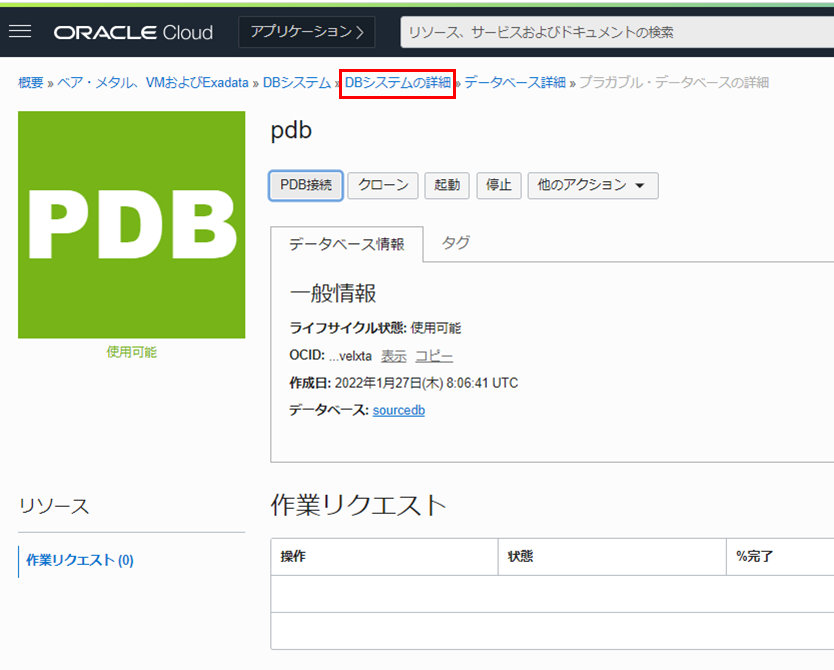 ORACLE Cloud アプリケーション > リソース、サービスおよびドキュメントの検索
概要 » ベア・メタル、VMおよびExadata » DBシステム » DBシステムの詳細 » データベース詳細 » プラガブル・データベースの詳細
PDB
使用可能
pdb
PDB接続 クローン 起動 停止 他のアクション
データベース情報 タグ
一般情報
ライフサイクル状態: 使用可能
OCID: ...velxta 表示 コピー
作成日: 2022年1月27日(木) 8:06:41 UTC
データベース: sourcedb
リソース
作業リクエスト (0)
作業リクエスト
操作 状態 %完了